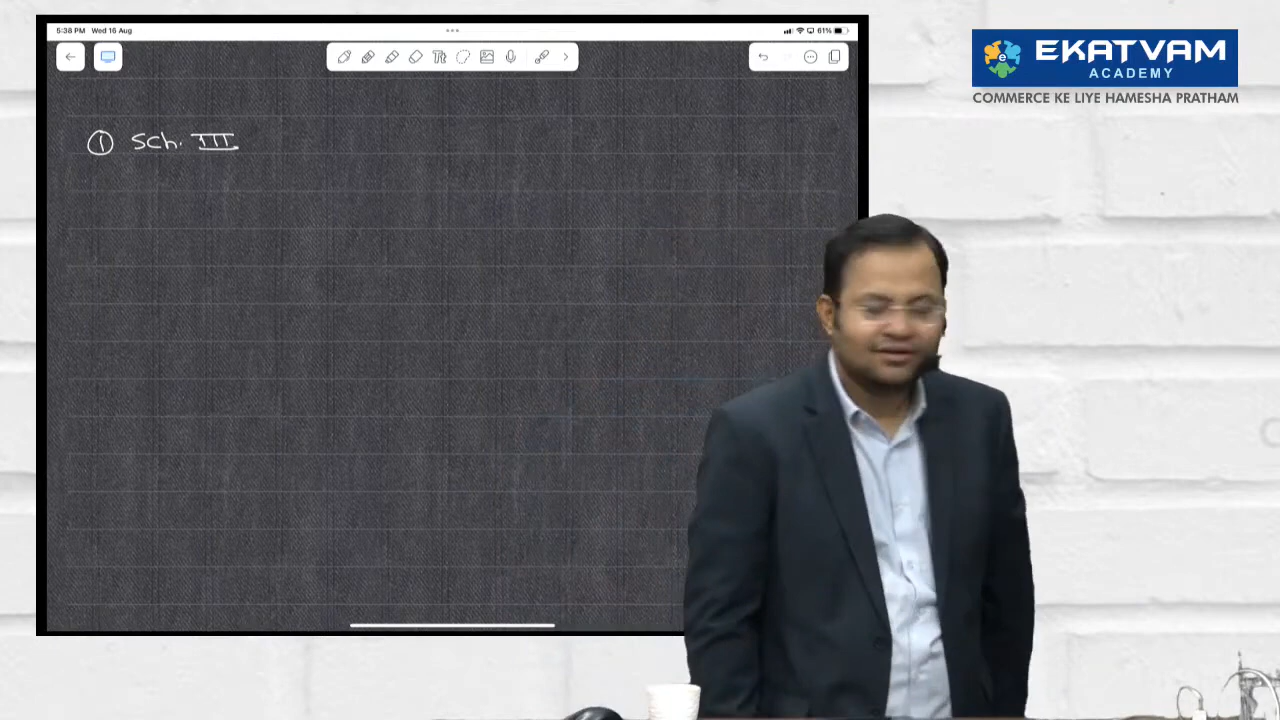 5:38 PM Wed 16 Aug
61%
① Sch. III
EKATVAM
ACADEMY
COMMERCE KE LIYE HAMESHA PRATHAM